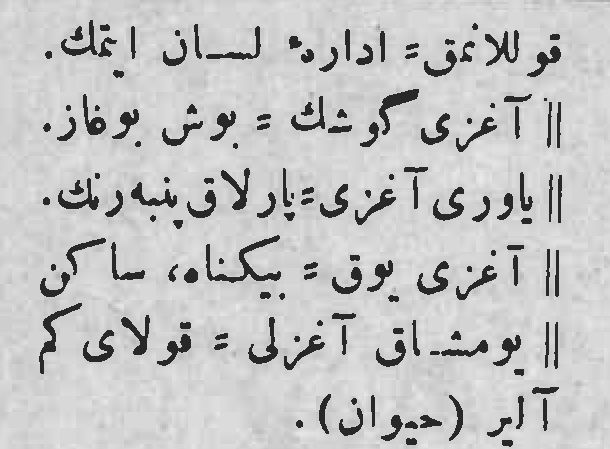 قوللانمق = ادارهٔ لسان ایتمك.
‖ آغزی گوشك = بوش بوغاز.
‖ یاوری آغزی = پارلاق پنبه رنك.
‖ آغزی یوق = بیكناه، ساكن
‖ یومشاق آغزلی = قولای كم
آلیر (حیوان).